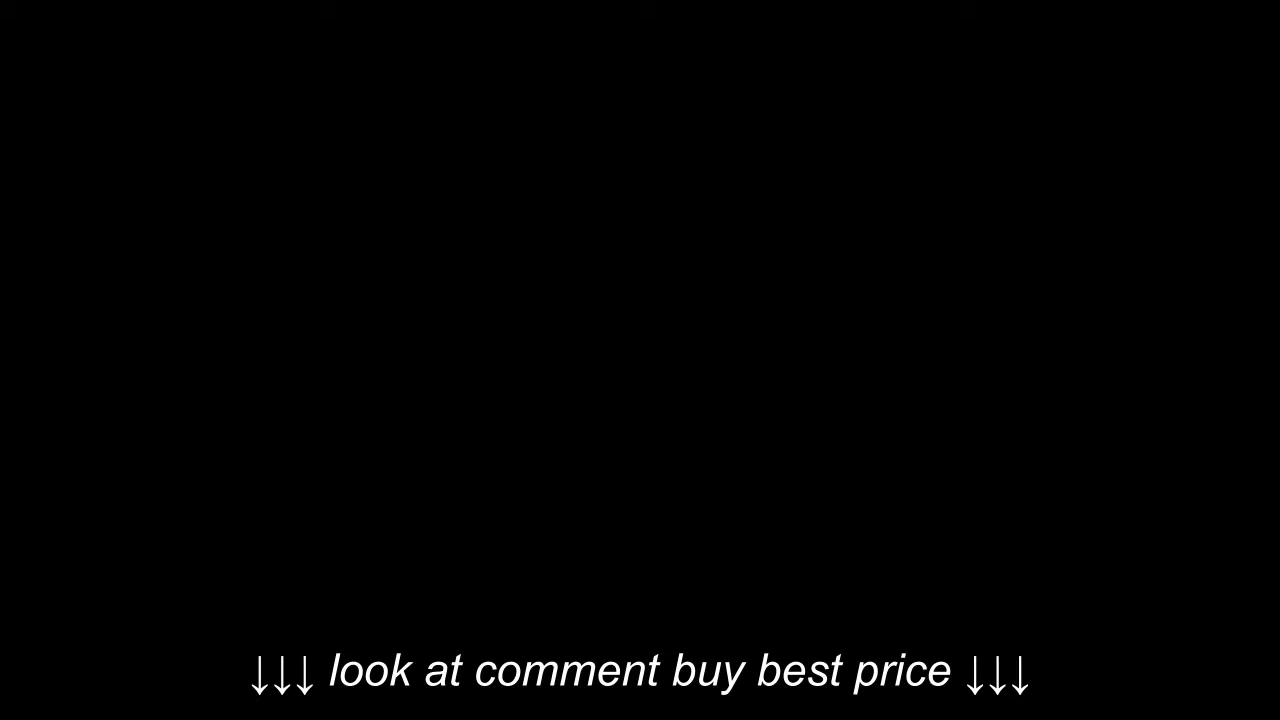 ↓↓↓ look at comment buy best price ↓↓↓